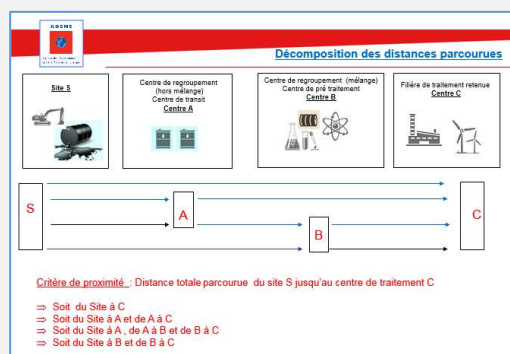 ADEME
Décomposition des distances parcourues
Site S
Centre de regroupement
(hors mélange)
Centre de transit
Centre A
Centre de regroupement (mélange)
Centre de pré traitement
Centre B
Filière de traitement retenue
Centre C
S
A
B
C
Critère de proximité : Distance totale parcourue du site S jusqu'au centre de traitement C
⇒ Soit du Site à C
⇒ Soit du Site à A et de A à C
⇒ Soit du Site à A , de A à B et de B à C
⇒ Soit du Site à B et de B à C